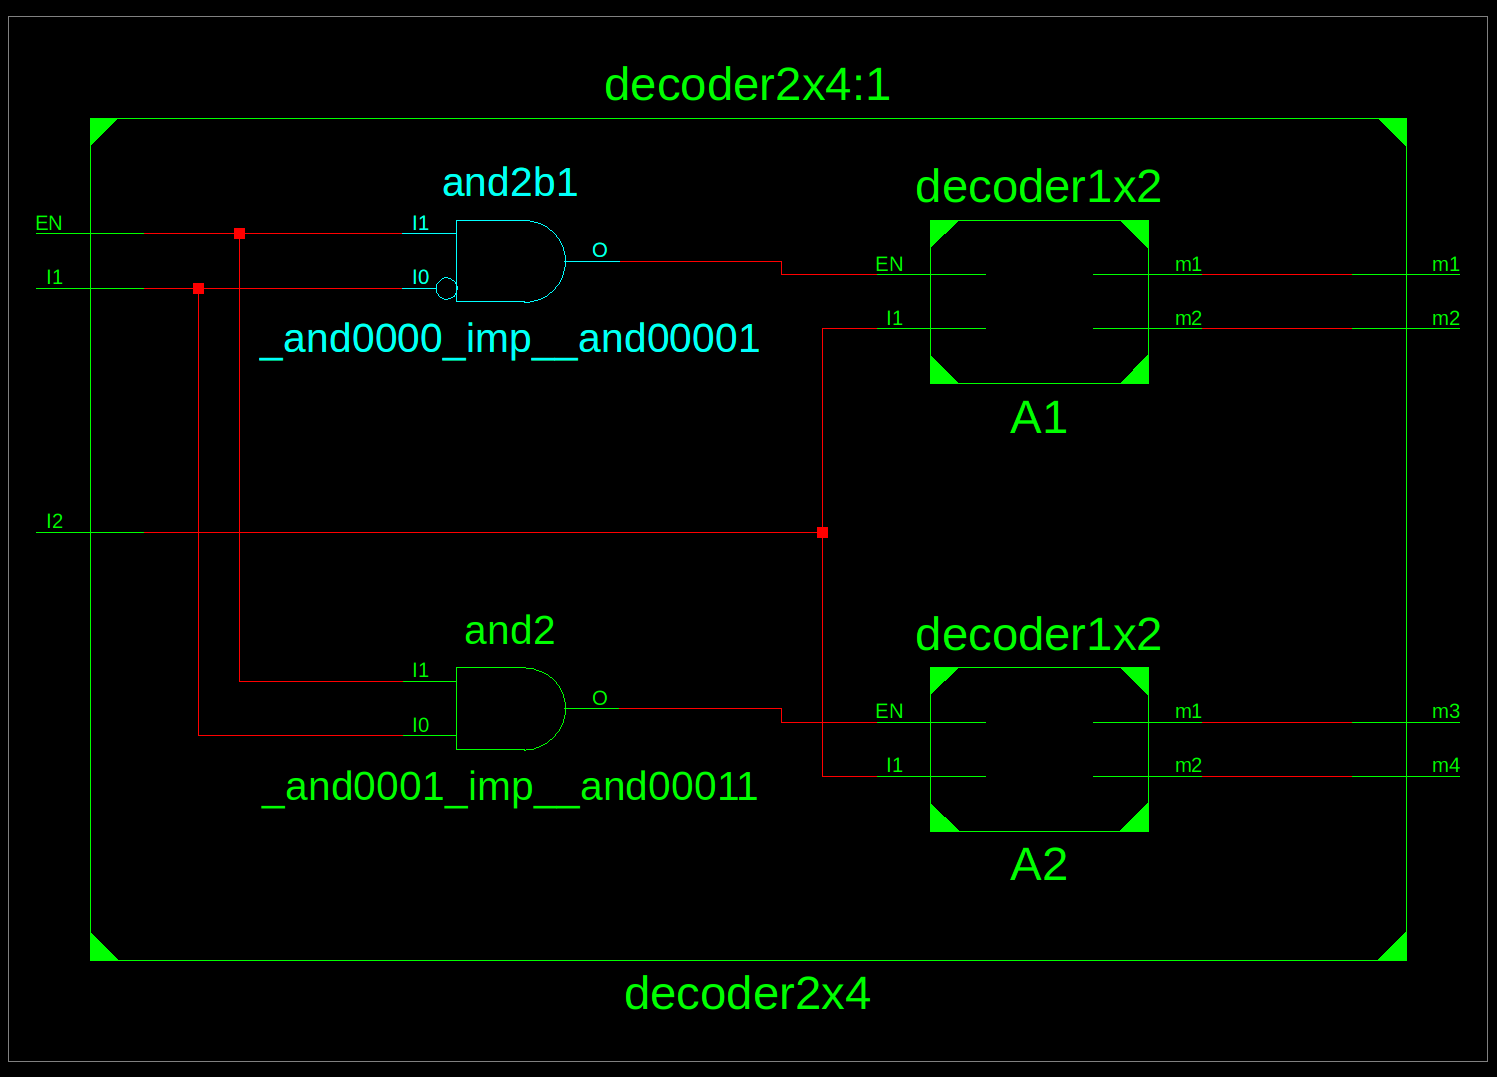 decoder2x4:1
and2b1
decoder1x2
EN
I1
O
I1
I0
EN
m1
m1
I1
m2
m2
_and0000_imp__and00001
A1
I2
and2
decoder1x2
I1
O
I0
EN
m1
m3
I1
m2
m4
_and0001_imp__and00011
A2
decoder2x4